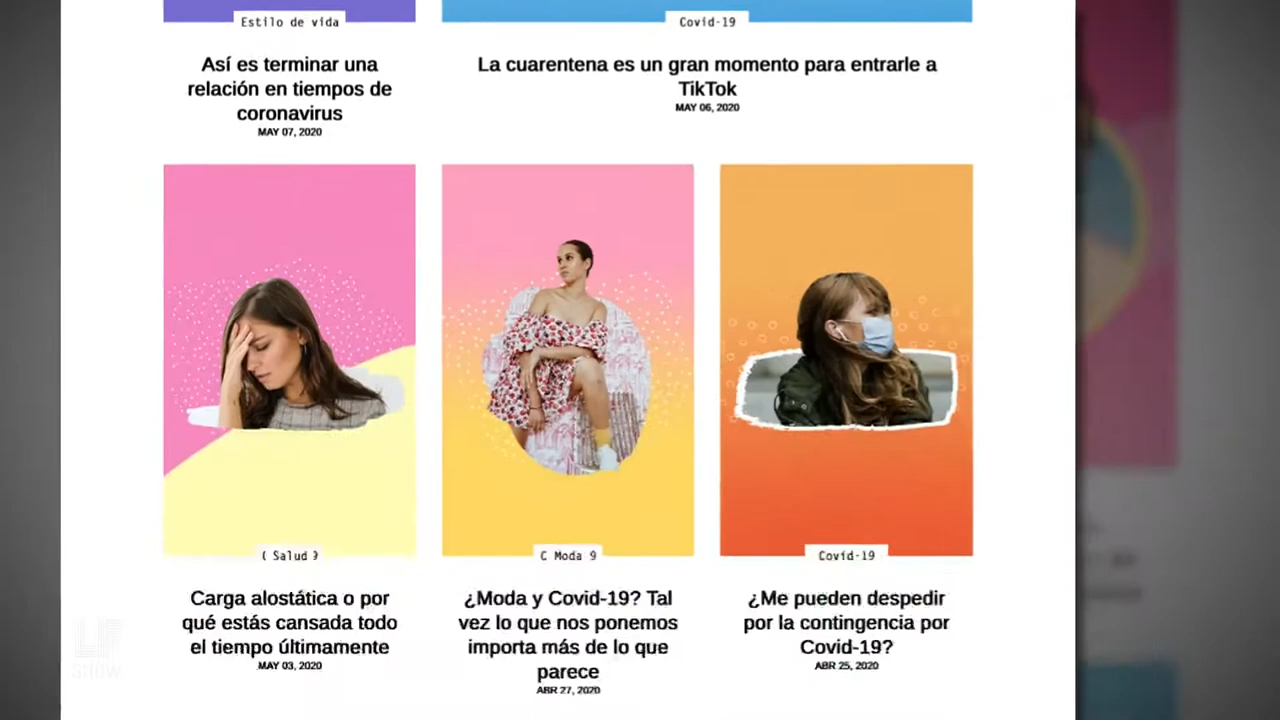 Estilo de vida
Así es terminar una
relación en tiempos de
coronavirus
MAY 07, 2020
Covid-19
La cuarentena es un gran momento para entrarle a
TikTok
MAY 06, 2020
Salud
Carga alostática o por
qué estás cansada todo
el tiempo últimamente
MAY 03, 2020
Moda
¿Moda y Covid-19? Tal
vez lo que nos ponemos
importa más de lo que
parece
ABR 27, 2020
Covid-19
¿Me pueden despedir
por la contingencia por
Covid-19?
ABR 25, 2020
SHOW